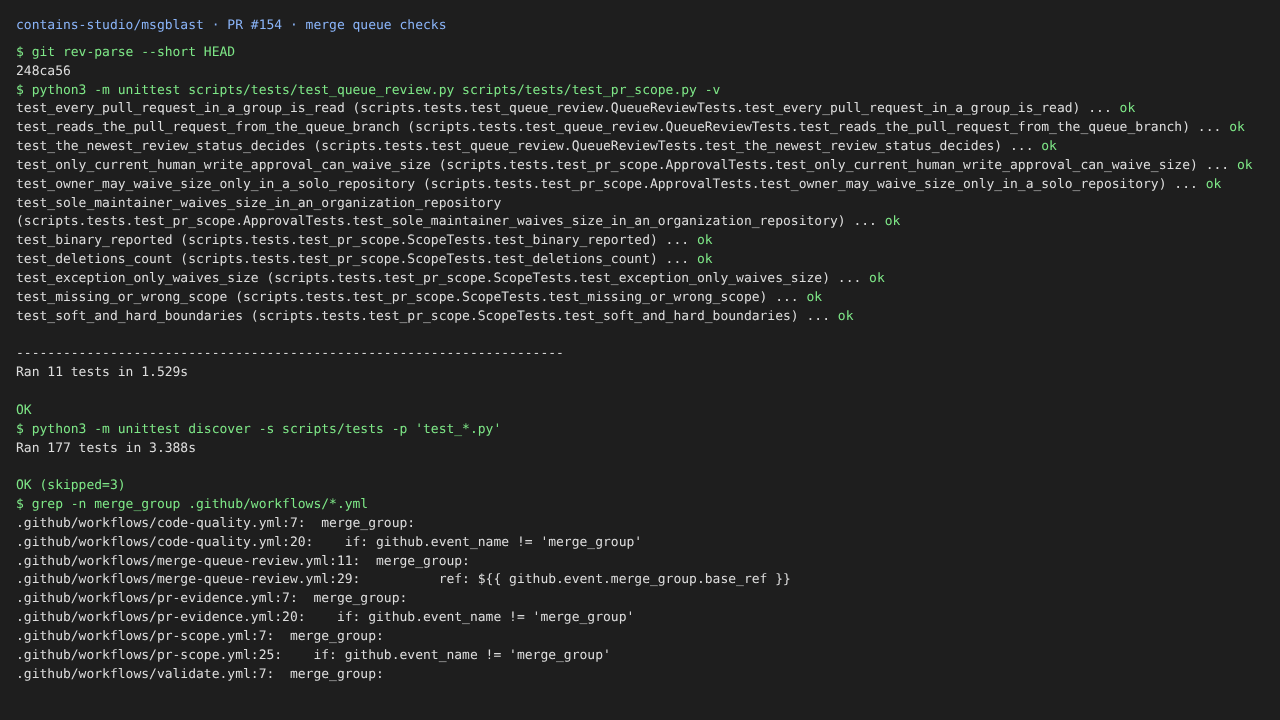 contains-studio/msgblast · PR #154 · merge queue checks
$ git rev-parse --short HEAD
248ca56
$ python3 -m unittest scripts/tests/test_queue_review.py scripts/tests/test_pr_scope.py -v
test_every_pull_request_in_a_group_is_read (scripts.tests.test_queue_review.QueueReviewTests.test_every_pull_request_in_a_group_is_read) ... ok
test_reads_the_pull_request_from_the_queue_branch (scripts.tests.test_queue_review.QueueReviewTests.test_reads_the_pull_request_from_the_queue_branch) ... ok
test_the_newest_review_status_decides (scripts.tests.test_queue_review.QueueReviewTests.test_the_newest_review_status_decides) ... ok
test_only_current_human_write_approval_can_waive_size (scripts.tests.test_pr_scope.ApprovalTests.test_only_current_human_write_approval_can_waive_size) ... ok
test_owner_may_waive_size_only_in_a_solo_repository (scripts.tests.test_pr_scope.ApprovalTests.test_owner_may_waive_size_only_in_a_solo_repository) ... ok
test_sole_maintainer_waives_size_in_an_organization_repository
(scripts.tests.test_pr_scope.ApprovalTests.test_sole_maintainer_waives_size_in_an_organization_repository) ... ok
test_binary_reported (scripts.tests.test_pr_scope.ScopeTests.test_binary_reported) ... ok
test_deletions_count (scripts.tests.test_pr_scope.ScopeTests.test_deletions_count) ... ok
test_exception_only_waives_size (scripts.tests.test_pr_scope.ScopeTests.test_exception_only_waives_size) ... ok
test_missing_or_wrong_scope (scripts.tests.test_pr_scope.ScopeTests.test_missing_or_wrong_scope) ... ok
test_soft_and_hard_boundaries (scripts.tests.test_pr_scope.ScopeTests.test_soft_and_hard_boundaries) ... ok
----------------------------------------------------------------------
Ran 11 tests in 1.529s
OK
$ python3 -m unittest discover -s scripts/tests -p 'test_*.py'
Ran 177 tests in 3.388s
OK (skipped=3)
$ grep -n merge_group .github/workflows/*.yml
.github/workflows/code-quality.yml:7:  merge_group:
.github/workflows/code-quality.yml:20:    if: github.event_name != 'merge_group'
.github/workflows/merge-queue-review.yml:11:  merge_group:
.github/workflows/merge-queue-review.yml:29:          ref: ${{ github.event.merge_group.base_ref }}
.github/workflows/pr-evidence.yml:7:  merge_group:
.github/workflows/pr-evidence.yml:20:    if: github.event_name != 'merge_group'
.github/workflows/pr-scope.yml:7:  merge_group:
.github/workflows/pr-scope.yml:25:    if: github.event_name != 'merge_group'
.github/workflows/validate.yml:7:  merge_group: